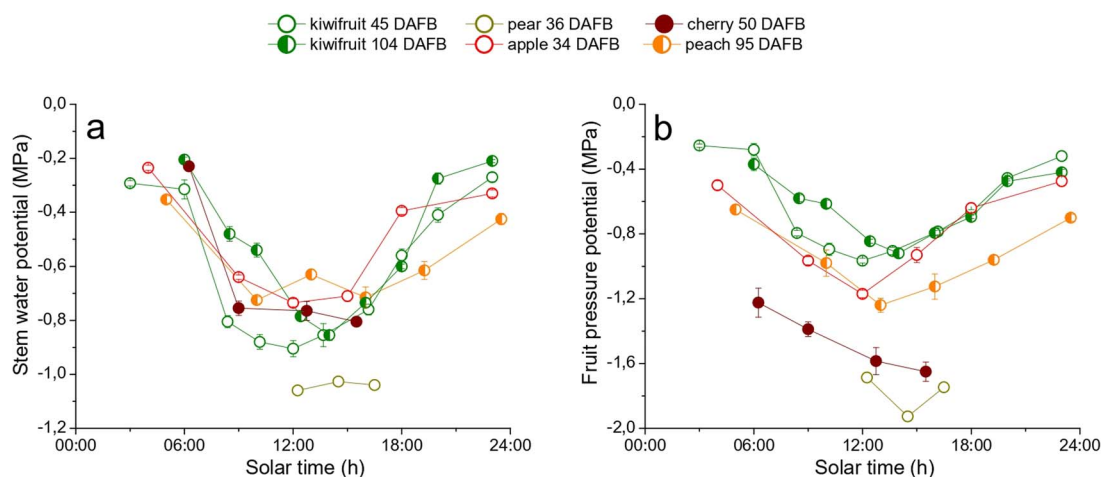 kiwifruit 45 DAFB pear 36 DAFB cherry 50 DAFB
kiwifruit 104 DAFB apple 34 DAFB peach 95 DAFB
a
Stem water potential (MPa)
0,0
-0,2
-0,4
-0,6
-0,8
-1,0
-1,2
00:00 06:00 12:00 18:00 24:00
Solar time (h)
b
Fruit pressure potential (MPa)
0,0
-0,4
-0,8
-1,2
-1,6
-2,0
00:00 06:00 12:00 18:00 24:00
Solar time (h)